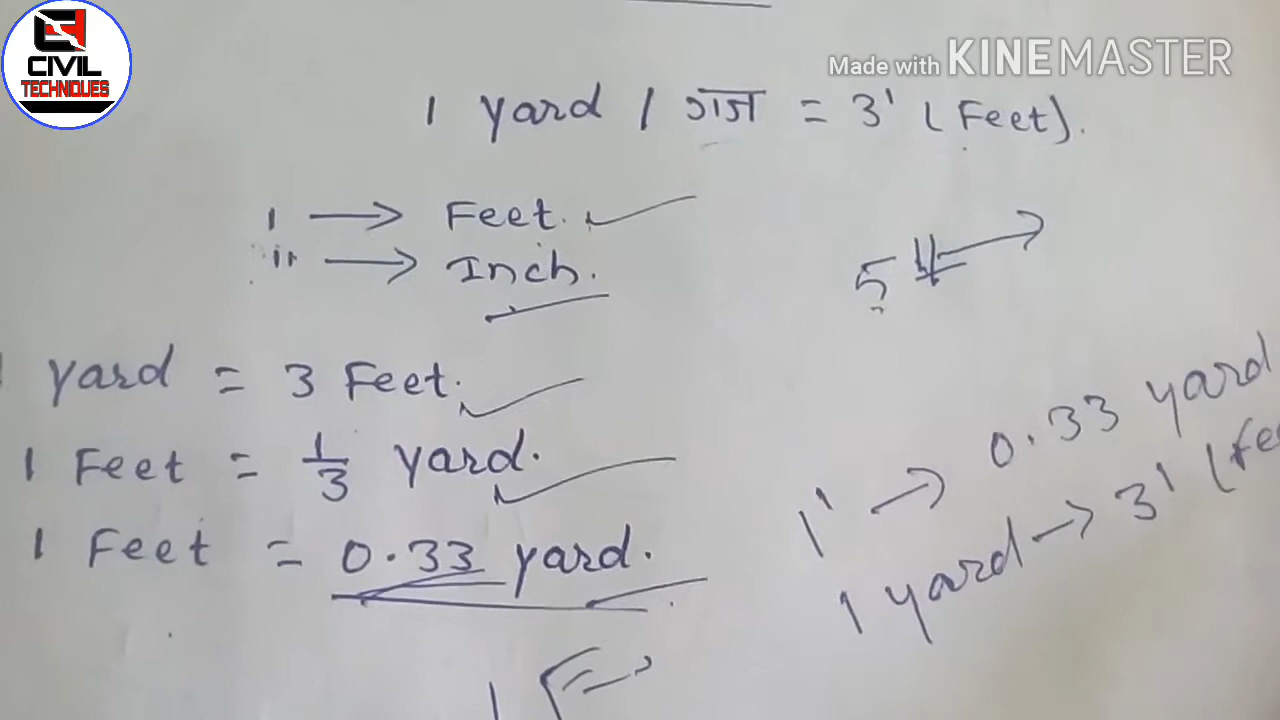 CIVIL
TECHNIQUES
Made with KINEMASTER
1 yard / गज = 3' (Feet).
' → Feet.
'' → Inch.
5
yard = 3 Feet.
1 Feet = 1/3 yard.
1 Feet = 0.33 yard.
1' → 0.33 yard
1 yard → 3' (Fe
1